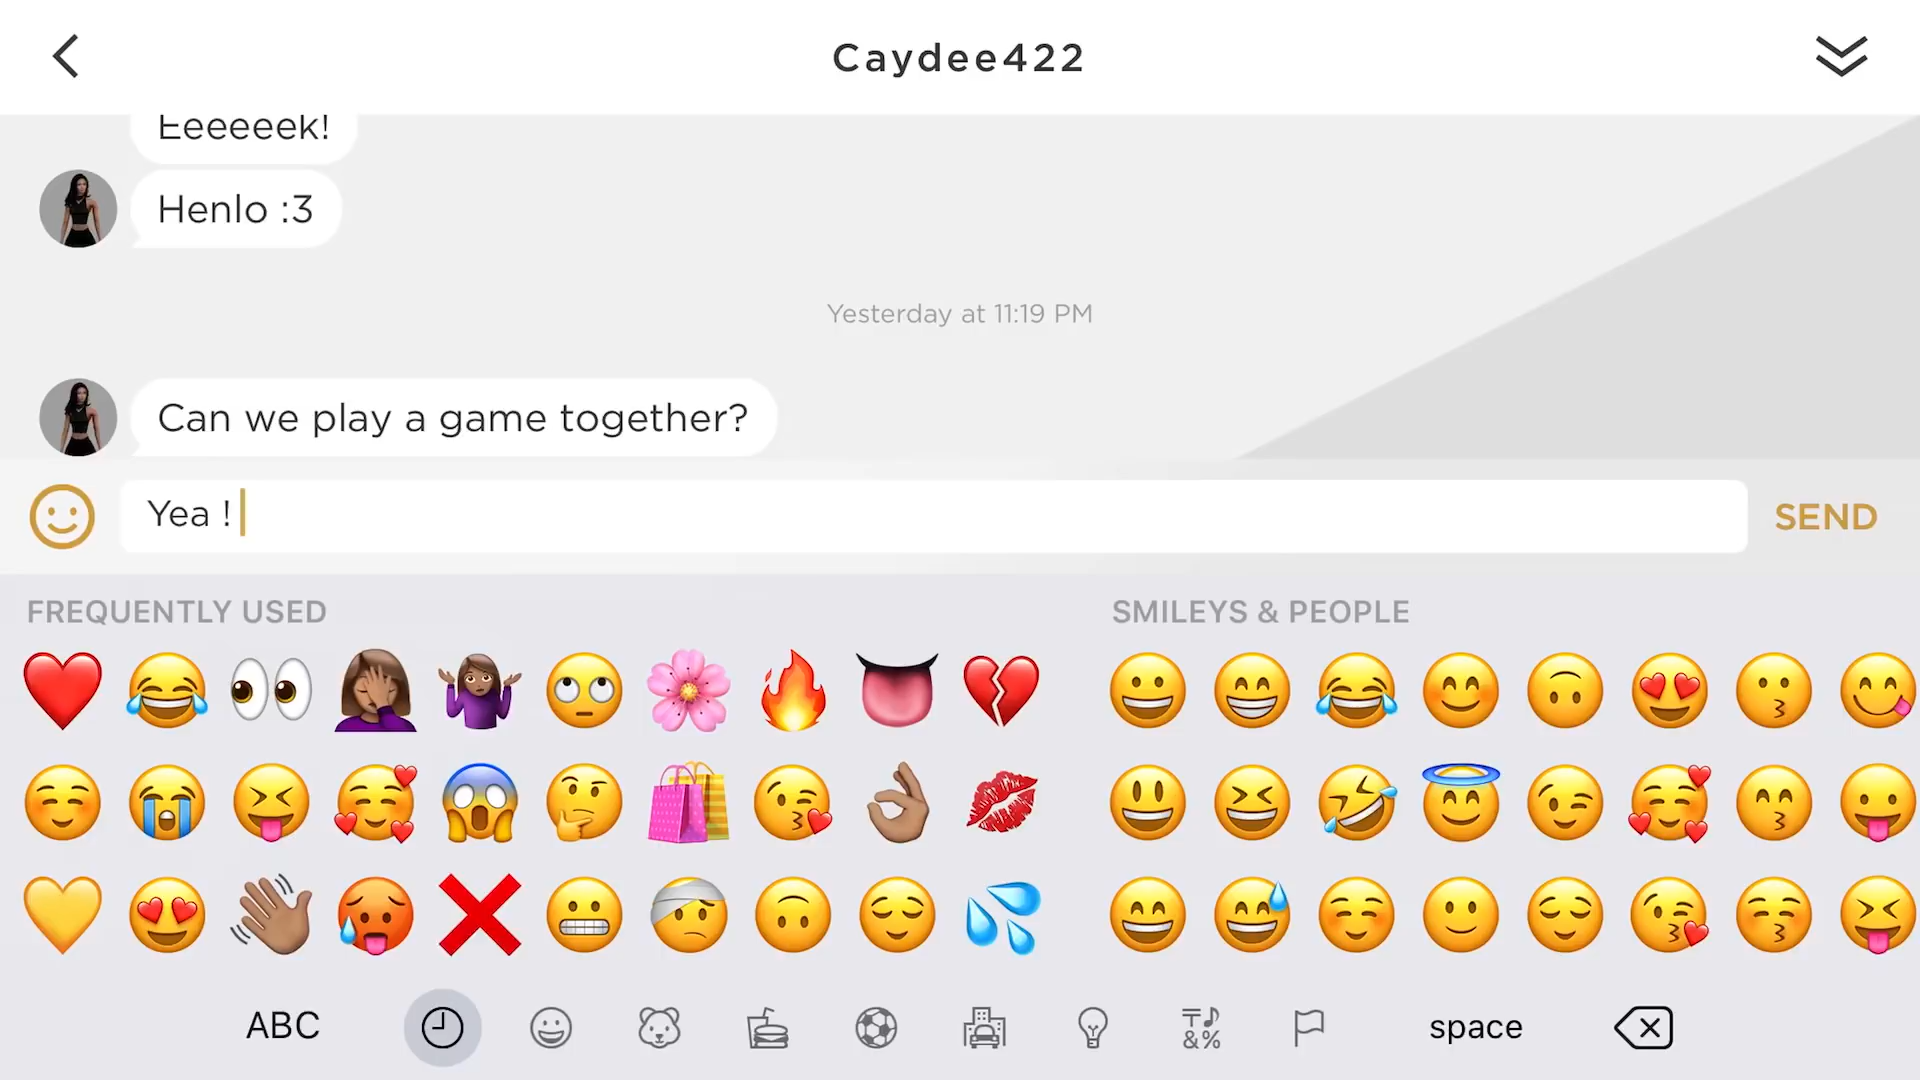 Caydee422
Eeeeeek!
Henlo :3
Yesterday at 11:19 PM
Can we play a game together?
Yea !
SEND
FREQUENTLY USED
SMILEYS & PEOPLE
ABC
space